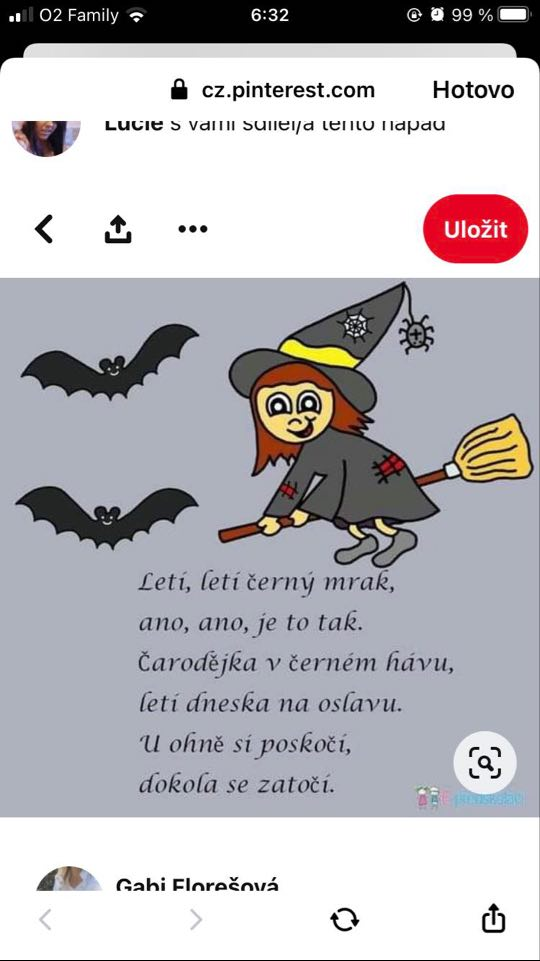 O2 Family
6:32
99 %
cz.pinterest.com
Hotovo
Lucie s vámi sdílel/a tento nápad
Uložit
Letí, letí černý mrak,
ano, ano, je to tak.
Čarodějka v černém hávu,
letí dneska na oslavu.
U ohně si poskočí,
dokola se zatočí.
Gabi Florešová